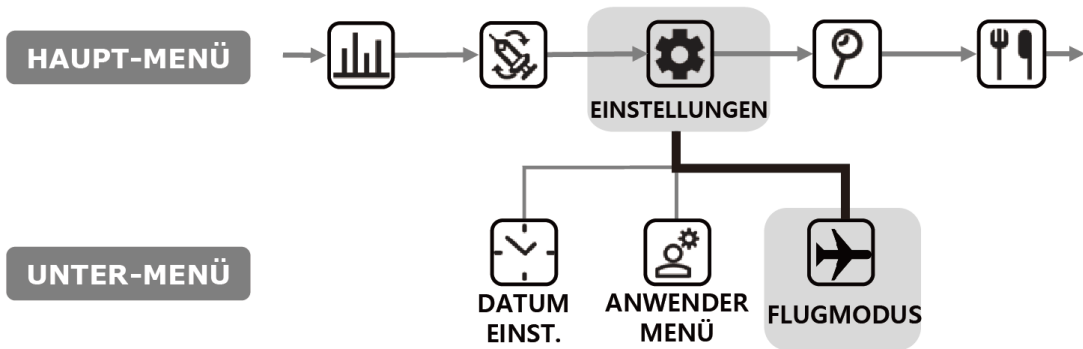 HAUPT-MENÜ
EINSTELLUNGEN
UNTER-MENÜ
DATUM
EINST.
ANWENDER
MENÜ
FLUGMODUS